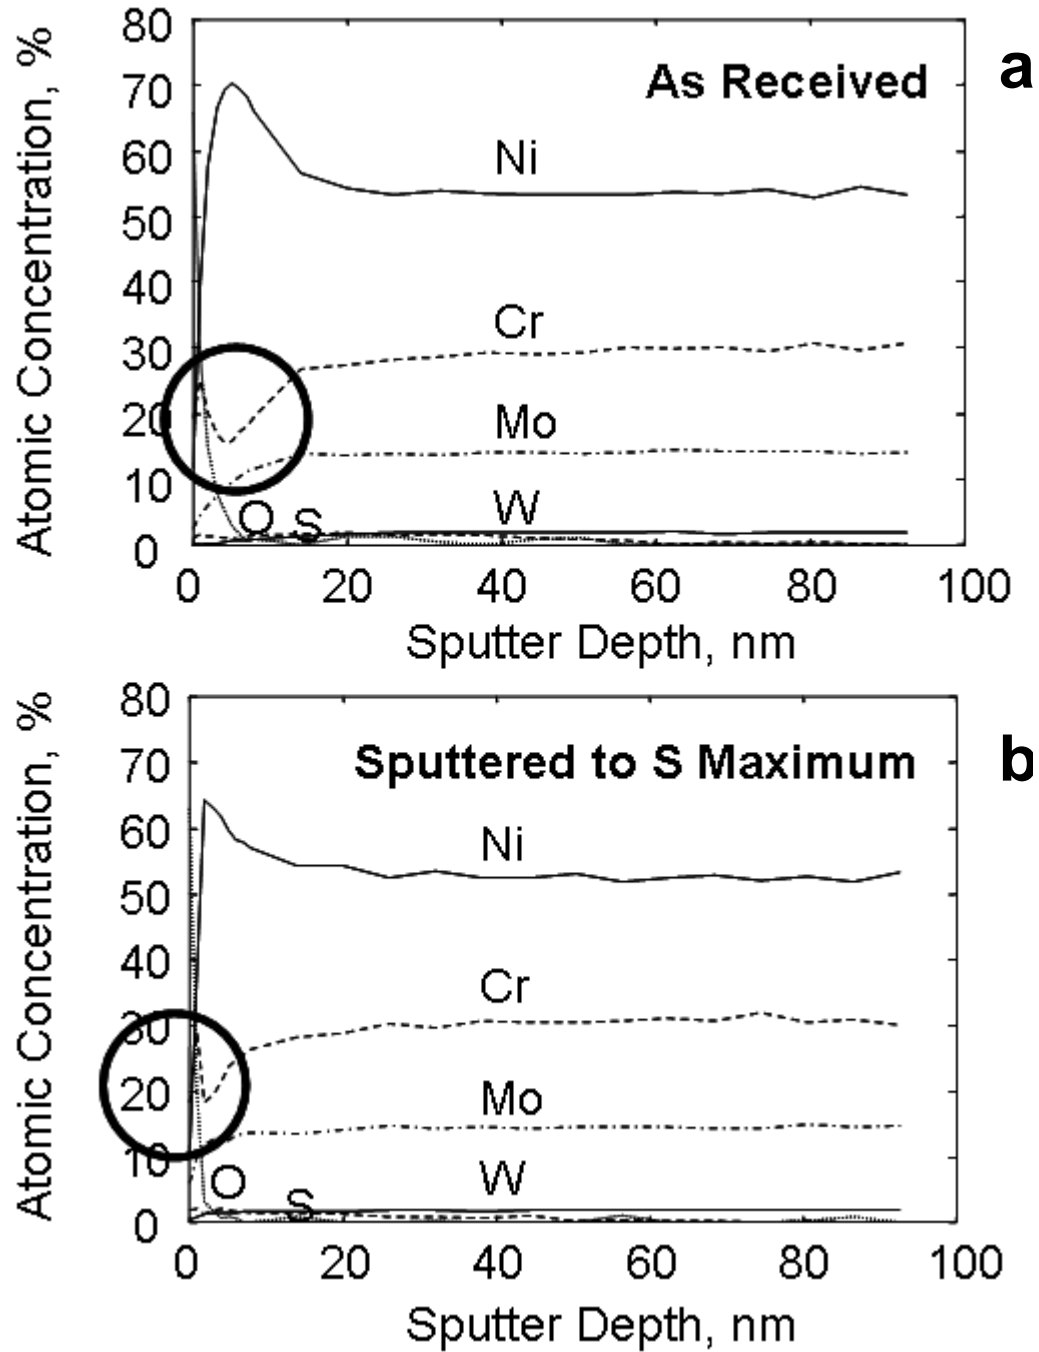 a
As Received
Atomic Concentration, %
80
70
60
50
40
30
20
10
0
Ni
Cr
Mo
W
O
S
0 20 40 60 80 100
Sputter Depth, nm
b
Sputtered to S Maximum
Atomic Concentration, %
80
70
60
50
40
30
20
10
0
Ni
Cr
Mo
W
O
S
0 20 40 60 80 100
Sputter Depth, nm